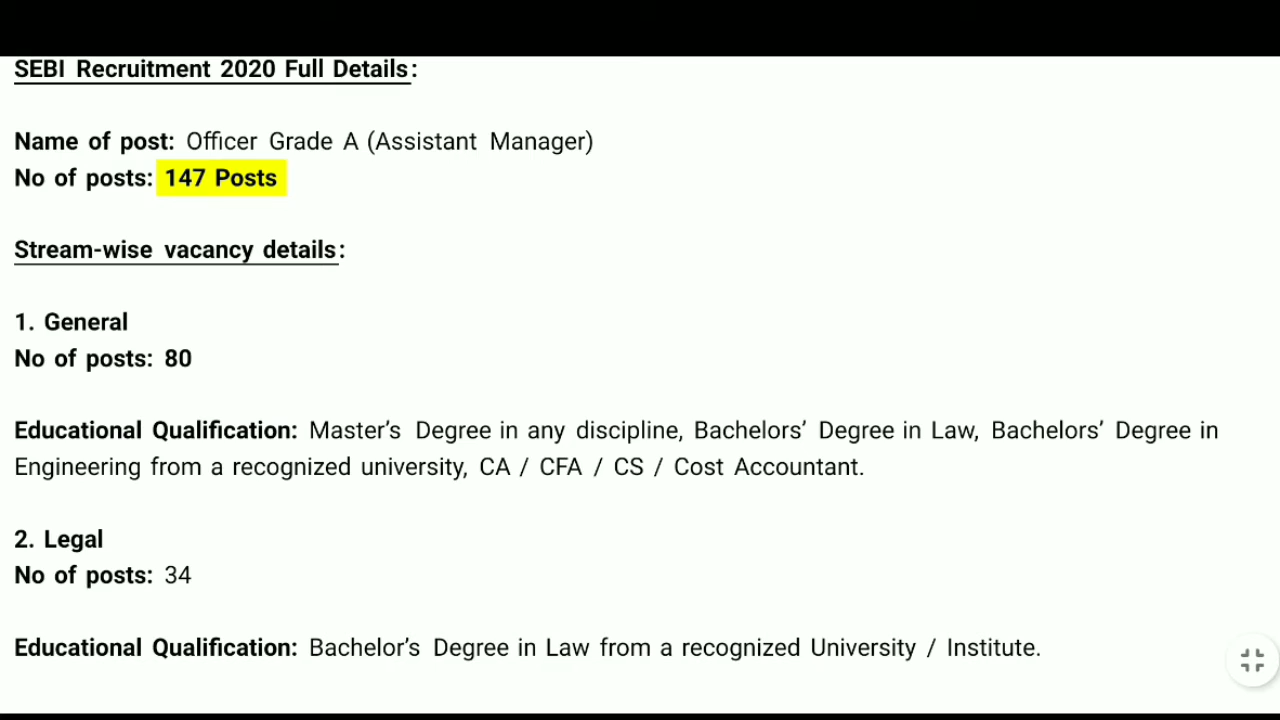 SEBI Recruitment 2020 Full Details:
Name of post: Officer Grade A (Assistant Manager)
No of posts: 147 Posts
Stream-wise vacancy details:
1. General
No of posts: 80
Educational Qualification: Master’s Degree in any discipline, Bachelors’ Degree in Law, Bachelors’ Degree in
Engineering from a recognized university, CA / CFA / CS / Cost Accountant.
2. Legal
No of posts: 34
Educational Qualification: Bachelor’s Degree in Law from a recognized University / Institute.